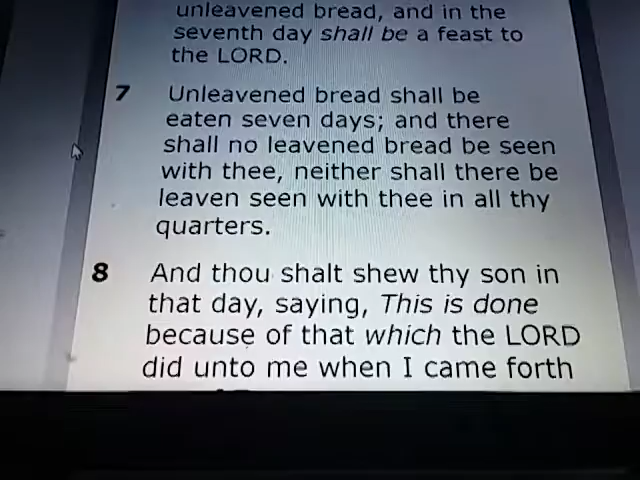 unleavened bread, and in the
seventh day shall be a feast to
the LORD.
7 Unleavened bread shall be
eaten seven days; and there
shall no leavened bread be seen
with thee, neither shall there be
leaven seen with thee in all thy
quarters.
8 And thou shalt shew thy son in
that day, saying, This is done
because of that which the LORD
did unto me when I came forth